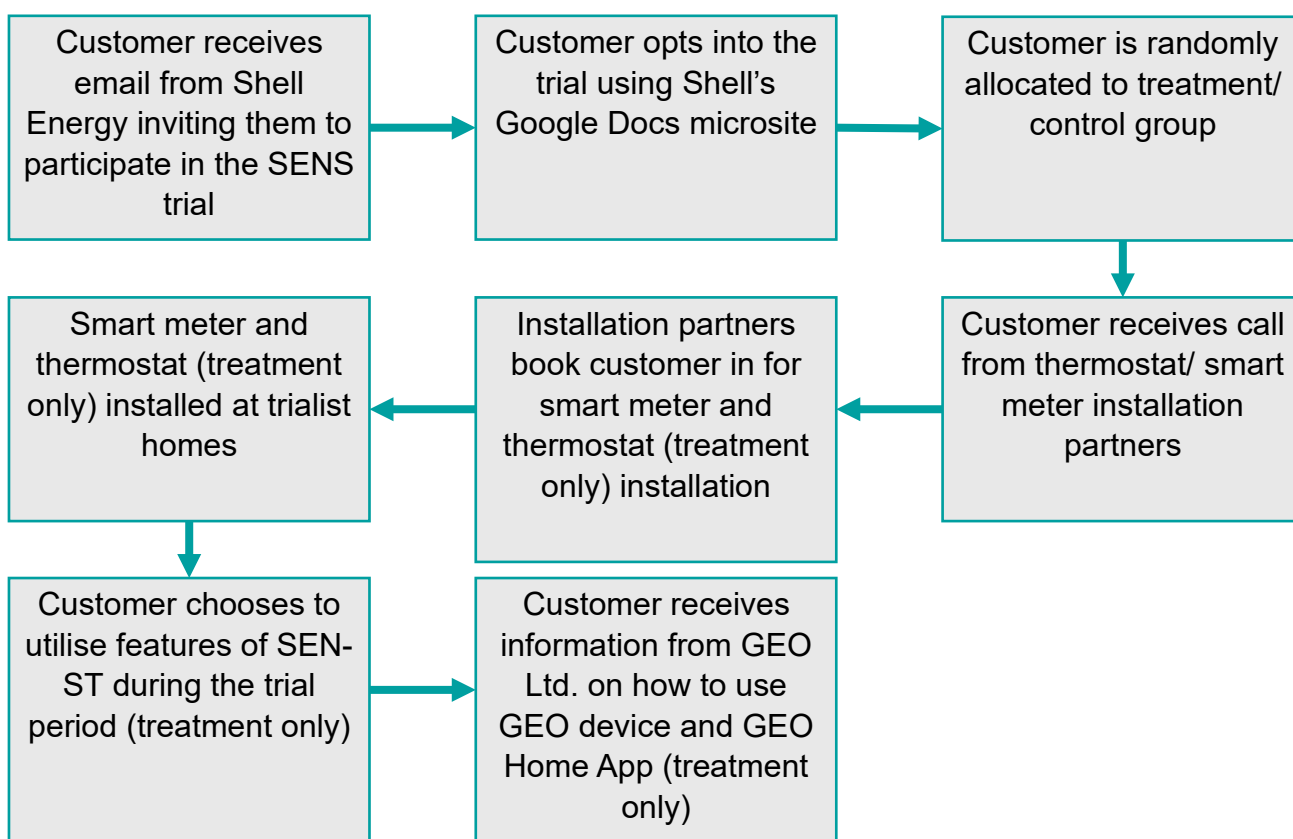 Customer receives
email from Shell
Energy inviting them to
participate in the SENS
trial
Customer opts into the
trial using Shell's
Google Docs microsite
Customer is randomly
allocated to treatment/
control group
Customer receives call
from thermostat/ smart
meter installation
partners
Installation partners
book customer in for
smart meter and
thermostat (treatment
only) installation
Smart meter and
thermostat (treatment
only) installed at trialist
homes
Customer chooses to
utilise features of SEN-
ST during the trial
period (treatment only)
Customer receives
information from GEO
Ltd. on how to use
GEO device and GEO
Home App (treatment
only)